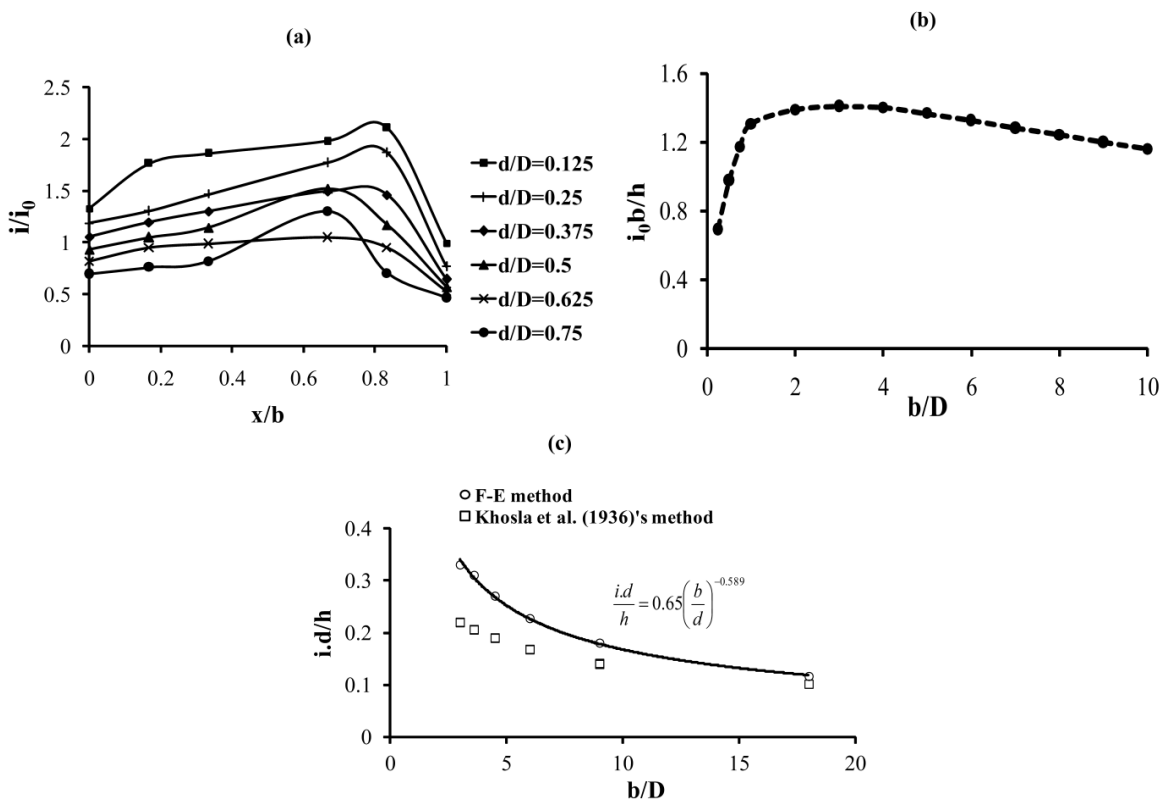 (a)
2.5
2
1.5
1
0.5
0
i/i0
0 0.2 0.4 0.6 0.8 1
x/b
d/D=0.125
d/D=0.25
d/D=0.375
d/D=0.5
d/D=0.625
d/D=0.75
(b)
1.6
1.2
0.8
0.4
0
i0b/h
0 2 4 6 8 10
b/D
(c)
F-E method
Khosla et al. (1936)'s method
0.4
0.3
0.2
0.1
0
i.d/h
i.d/h = 0.65(b/d)^-0.589
0 5 10 15 20
b/D